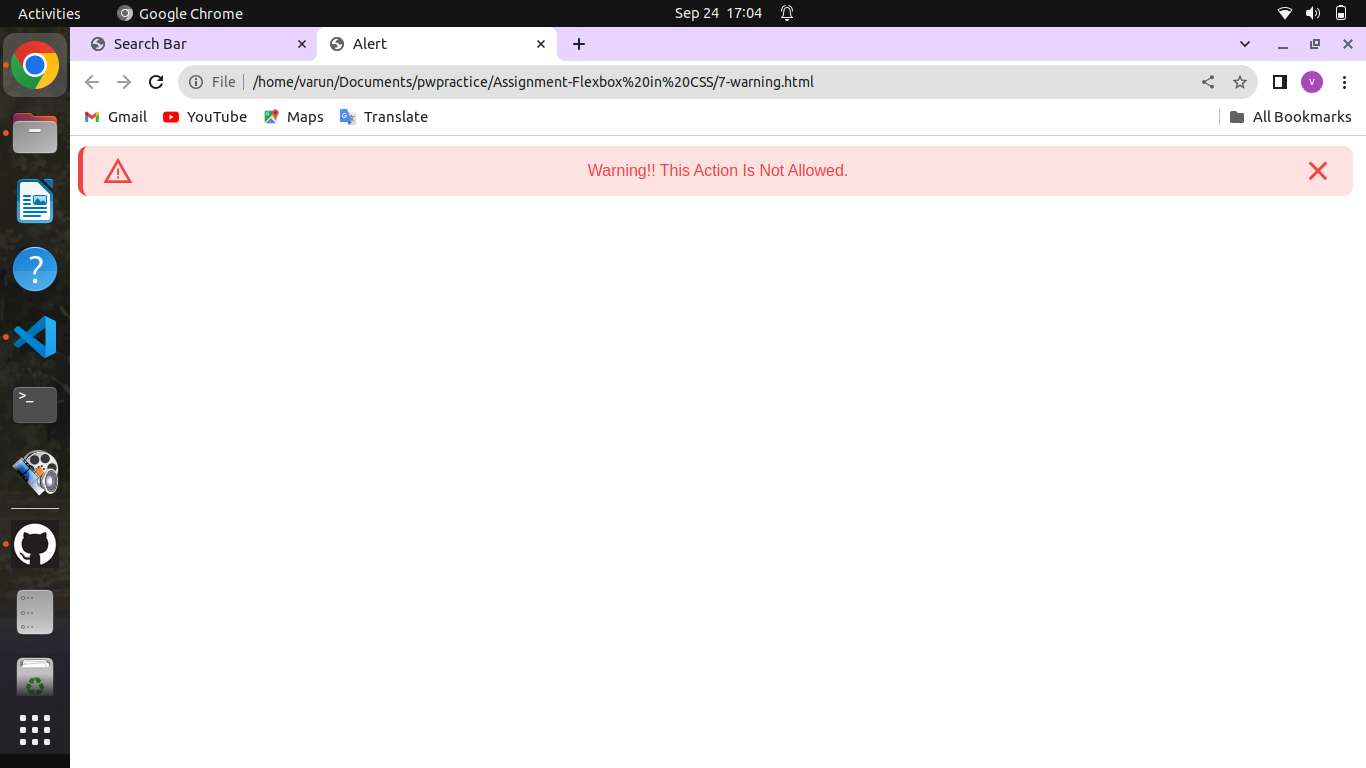 Activities Google Chrome Sep 24 17:04
Search Bar Alert
File /home/varun/Documents/pwpractice/Assignment-Flexbox%20in%20CSS/7-warning.html V
Gmail YouTube Maps Translate All Bookmarks
Warning!! This Action Is Not Allowed.
>_